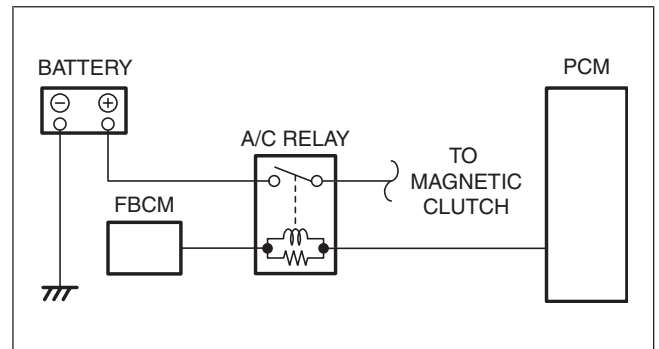 BATTERY
PCM
A/C RELAY
TO
MAGNETIC
CLUTCH
FBCM